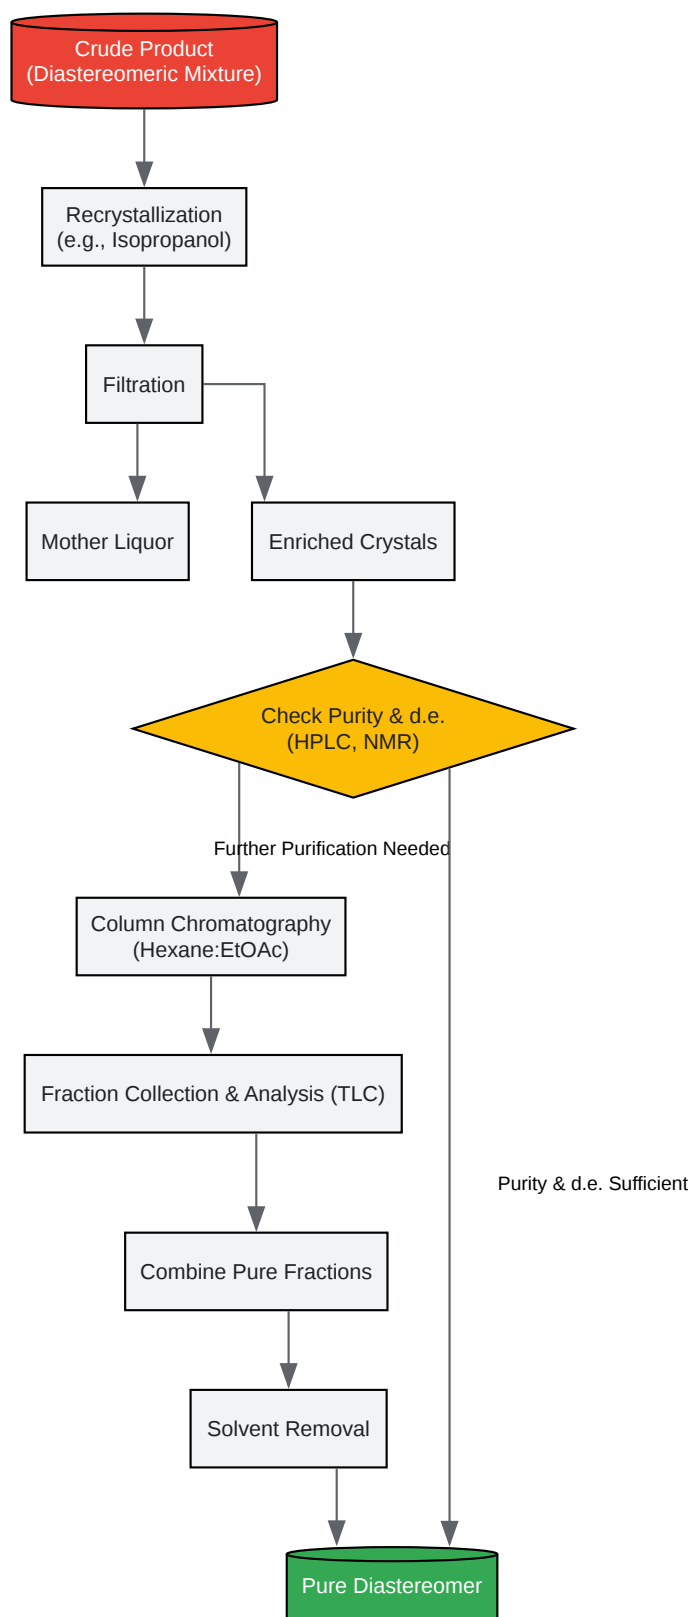 Crude Product
(Diastereomeric Mixture)
Recrystallization
(e.g., Isopropanol)
Filtration
Mother Liquor
Enriched Crystals
Check Purity & d.e.
(HPLC, NMR)
Further Purification Needed
Column Chromatography
(Hexane:EtOAc)
Fraction Collection & Analysis (TLC)
Purity & d.e. Sufficient
Combine Pure Fractions
Solvent Removal
Pure Diastereomer